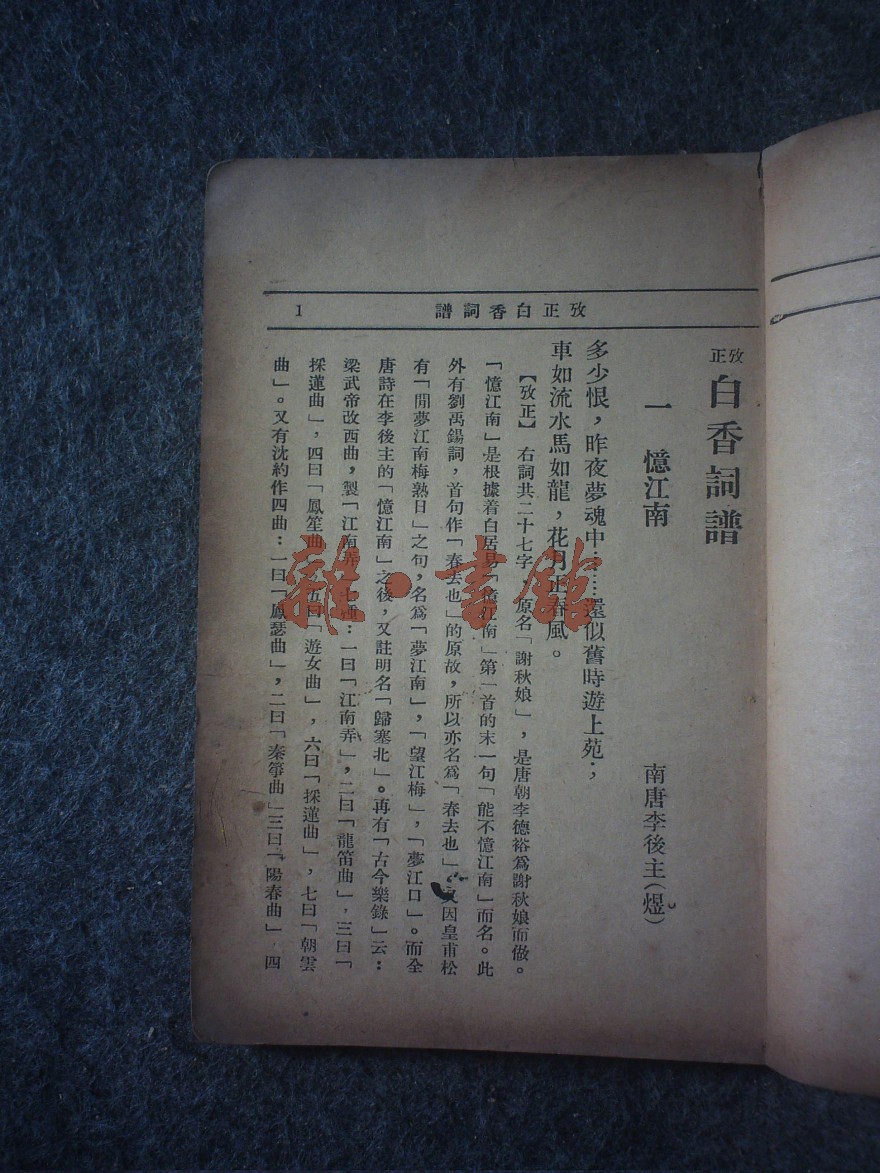 攷正白香詞譜
1
攷正
白香詞譜
一 憶江南
南唐李後主(煜)
多少恨，昨夜夢魂中：……還似舊時遊上苑；
車如流水馬如龍，花月正春風。
【攷正】 右詞共二十七字 原名「謝秋娘」，是唐朝李德裕爲謝秋娘而做。
「憶江南」是根據着白居易「憶江南」第一首的末一句「能不憶江南」而名。此
外有劉禹鍚詞，首句作「春去也」的原故，所以亦名爲「春去也」。又因皇甫松
有「閒夢江南梅熟日」之句，名爲「夢江南」，「望江梅」，「夢江口」。而全
唐詩在李後主的「憶江南」之後，又註明名「歸塞北」。再有「古今樂錄」云：
梁武帝改西曲，製「江南弄」七：一曰「江南弄」，二曰「龍笛曲」，三曰「
採蓮曲」，四曰「鳳笙曲」，五曰「遊女曲」，六曰「採蓮曲」，七曰「朝雲
曲」。又有沈約作四曲：一曰「鳳瑟曲」，二曰「秦箏曲」三曰「陽春曲」，四
雜·書館